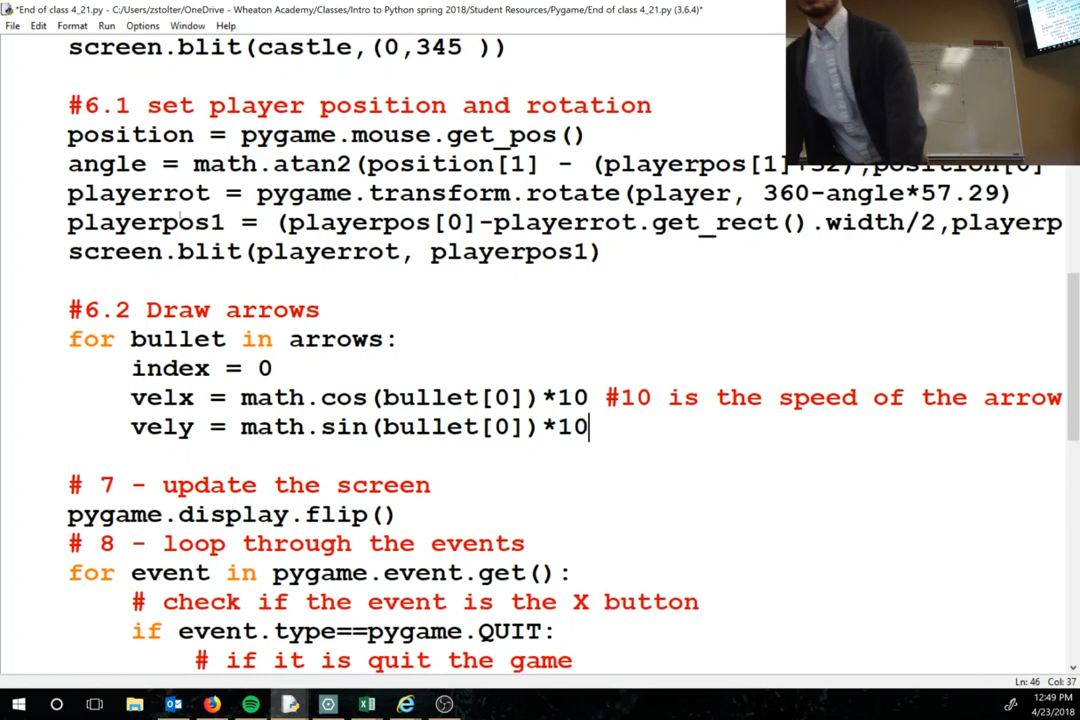 *End of class 4_21.py - C:/Users/zstolter/OneDrive - Wheaton Academy/Classes/Intro to Python spring 2018/Student Resources/Pygame/End of class 4_21.py (3.6.4)*
File Edit Format Run Options Window Help
screen.blit(castle,(0,345 ))
#6.1 set player position and rotation
position = pygame.mouse.get_pos()
angle = math.atan2(position[1] - (playerpos[1]+32),position[0]
playerrot = pygame.transform.rotate(player, 360-angle*57.29)
playerpos1 = (playerpos[0]-playerrot.get_rect().width/2,playerp
screen.blit(playerrot, playerpos1)
#6.2 Draw arrows
for bullet in arrows:
index = 0
velx = math.cos(bullet[0])*10 #10 is the speed of the arrow
vely = math.sin(bullet[0])*10
# 7 - update the screen
pygame.display.flip()
# 8 - loop through the events
for event in pygame.event.get():
# check if the event is the X button
if event.type==pygame.QUIT:
# if it is quit the game
Ln: 46 Col: 37
12:49 PM
4/23/2018